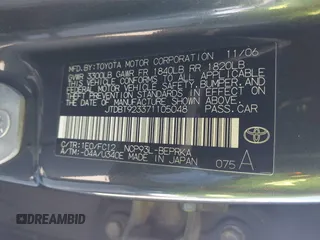 MFD. BY: TOYOTA MOTOR CORPORATION 11/06
GVWR 3300LB GAWR FR 1840LB RR 1820LB
THIS VEHICLE CONFORMS TO ALL APPLICABLE
FEDERAL MOTOR VEHICLE SAFETY, BUMPER, AND
THEFT PREVENTION STANDARDS IN EFFECT ON
THE DATE OF MANUFACTURE SHOWN ABOVE.
JTDBT923371105048 PASS.CAR
C/TR:1E0/FC12 NCP93L-BEPRKA
A/TM:-04A/U340E MADE IN JAPAN
075 A